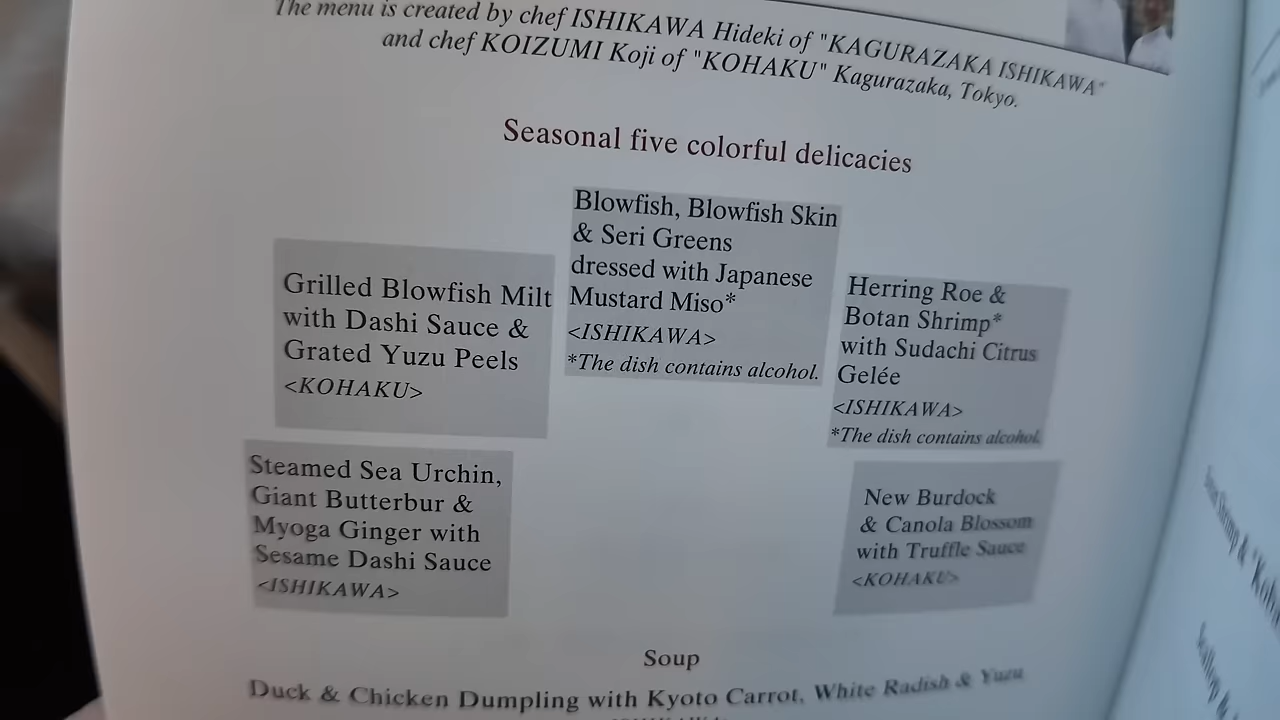 The menu is created by chef ISHIKAWA Hideki of "KAGURAZAKA ISHIKAWA"
and chef KOIZUMI Koji of "KOHAKU" Kagurazaka, Tokyo.
Seasonal five colorful delicacies
Blowfish, Blowfish Skin
& Seri Greens
dressed with Japanese
Mustard Miso*
<ISHIKAWA>
*The dish contains alcohol.
Grilled Blowfish Milt
with Dashi Sauce &
Grated Yuzu Peels
<KOHAKU>
Herring Roe &
Botan Shrimp*
with Sudachi Citrus
Gelée
<ISHIKAWA>
*The dish contains alcohol.
Steamed Sea Urchin,
Giant Butterbur &
Myoga Ginger with
Sesame Dashi Sauce
<ISHIKAWA>
New Burdock
& Canola Blossom
with Truffle Sauce
<KOHAKU>
Soup
Duck & Chicken Dumpling with Kyoto Carrot, White Radish & Yuzu
Shrimp &
Scallop &